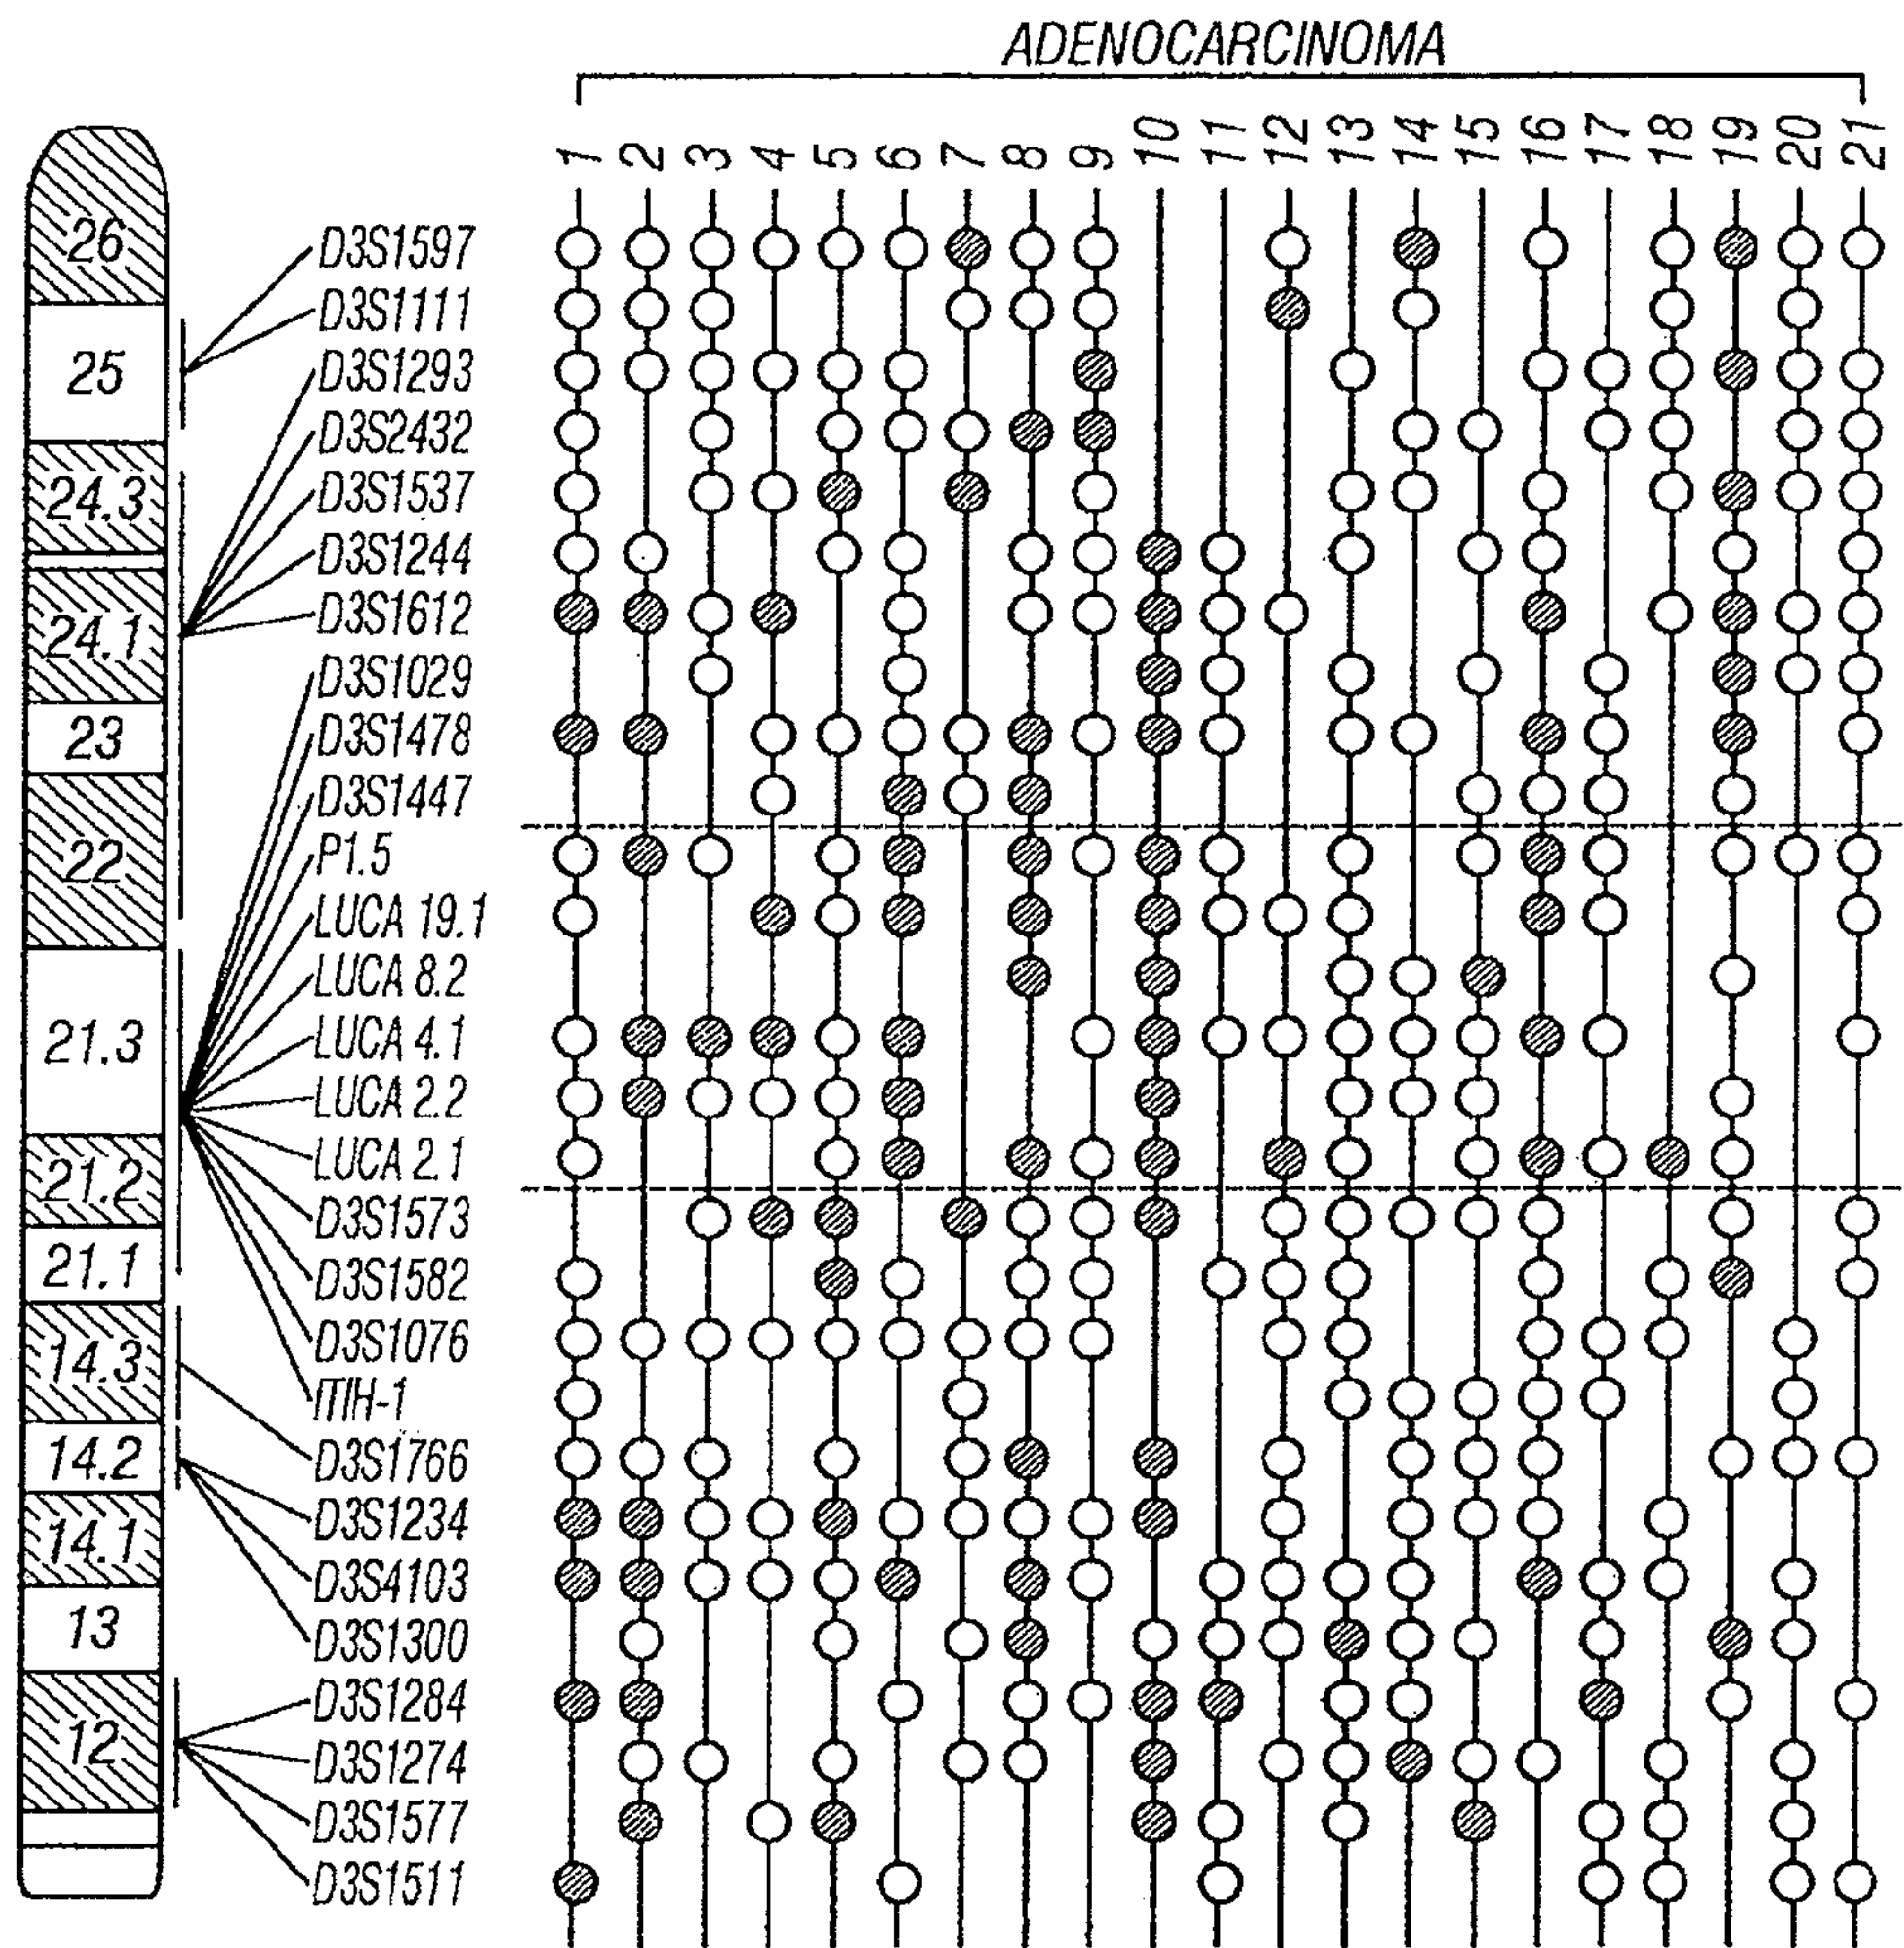 ADENOCARCINOMA
1 2 3 4 5 6 7 8 9 10 11 12 13 14 15 16 17 18 19 20 21
26
25
24.3
24.1
23
22
21.3
21.2
21.1
14.3
14.2
14.1
13
12
D3S1597
D3S1111
D3S1293
D3S2432
D3S1537
D3S1244
D3S1612
D3S1029
D3S1478
D3S1447
P1.5
LUCA 19.1
LUCA 8.2
LUCA 4.1
LUCA 2.2
LUCA 2.1
D3S1573
D3S1582
D3S1076
ITIH-1
D3S1766
D3S1234
D3S4103
D3S1300
D3S1284
D3S1274
D3S1577
D3S1511